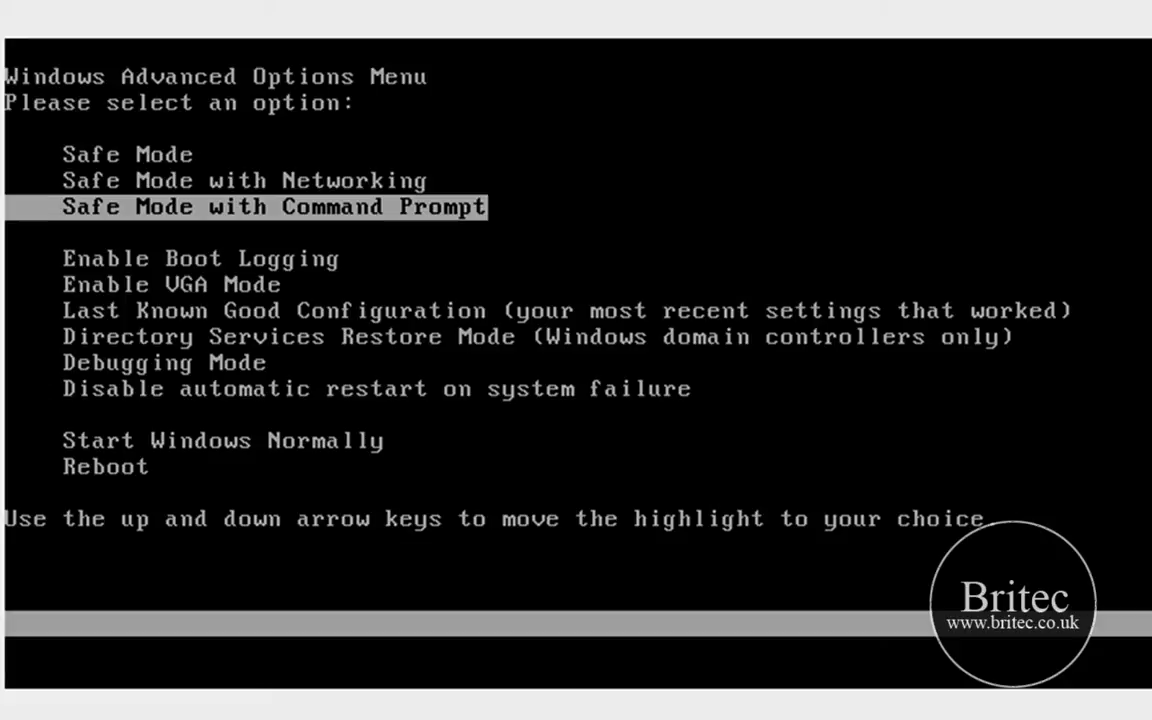 Windows Advanced Options Menu
Please select an option:
Safe Mode
Safe Mode with Networking
Safe Mode with Command Prompt
Enable Boot Logging
Enable VGA Mode
Last Known Good Configuration (your most recent settings that worked)
Directory Services Restore Mode (Windows domain controllers only)
Debugging Mode
Disable automatic restart on system failure
Start Windows Normally
Reboot
Use the up and down arrow keys to move the highlight to your choice.
Britec
www.britec.co.uk